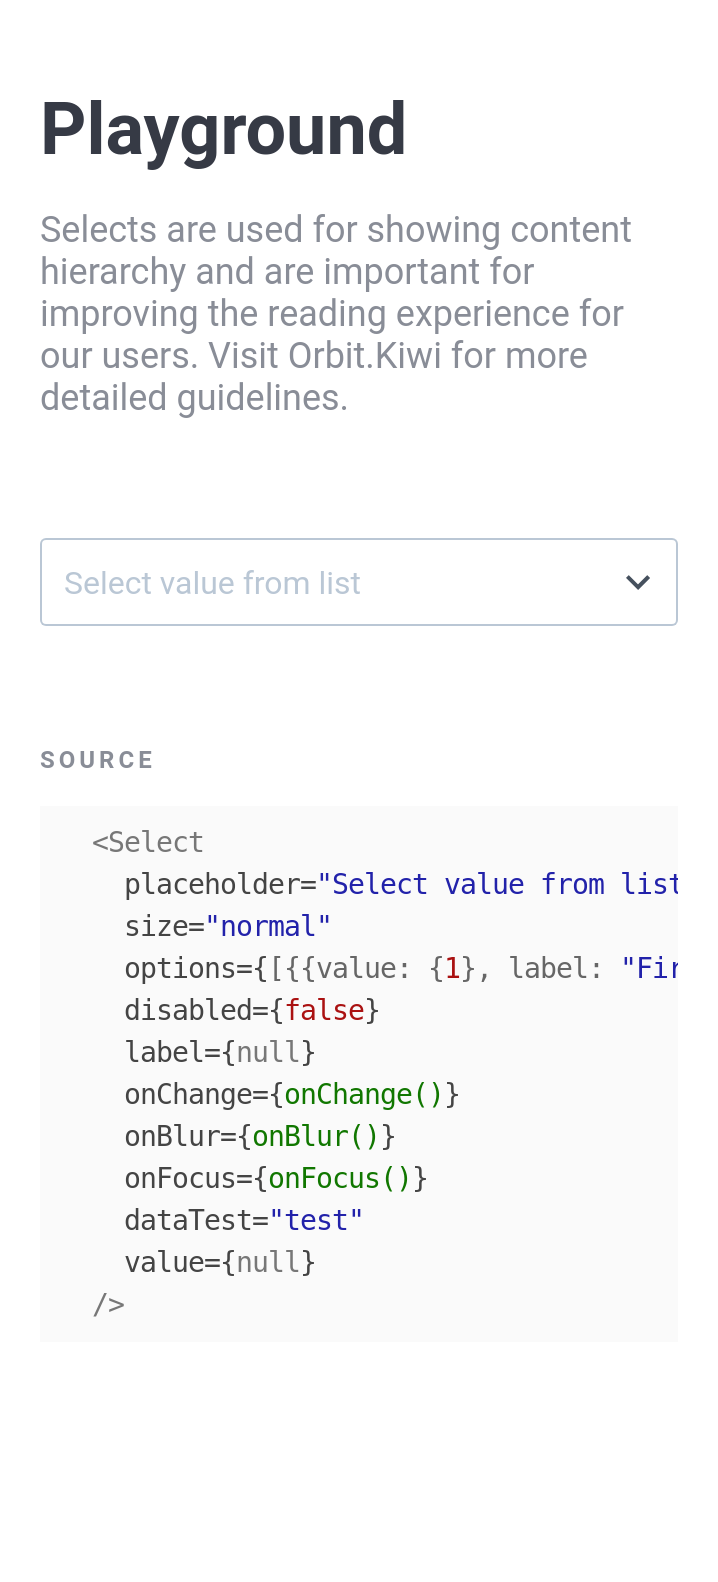 Playground
Selects are used for showing content
hierarchy and are important for
improving the reading experience for
our users. Visit Orbit.Kiwi for more
detailed guidelines.
Select value from list
SOURCE
<Select
placeholder="Select value from list
size="normal"
options={[{{value: {1}, label: "Fir
disabled={false}
label={null}
onChange={onChange()}
onBlur={onBlur()}
onFocus={onFocus()}
dataTest="test"
value={null}
/>